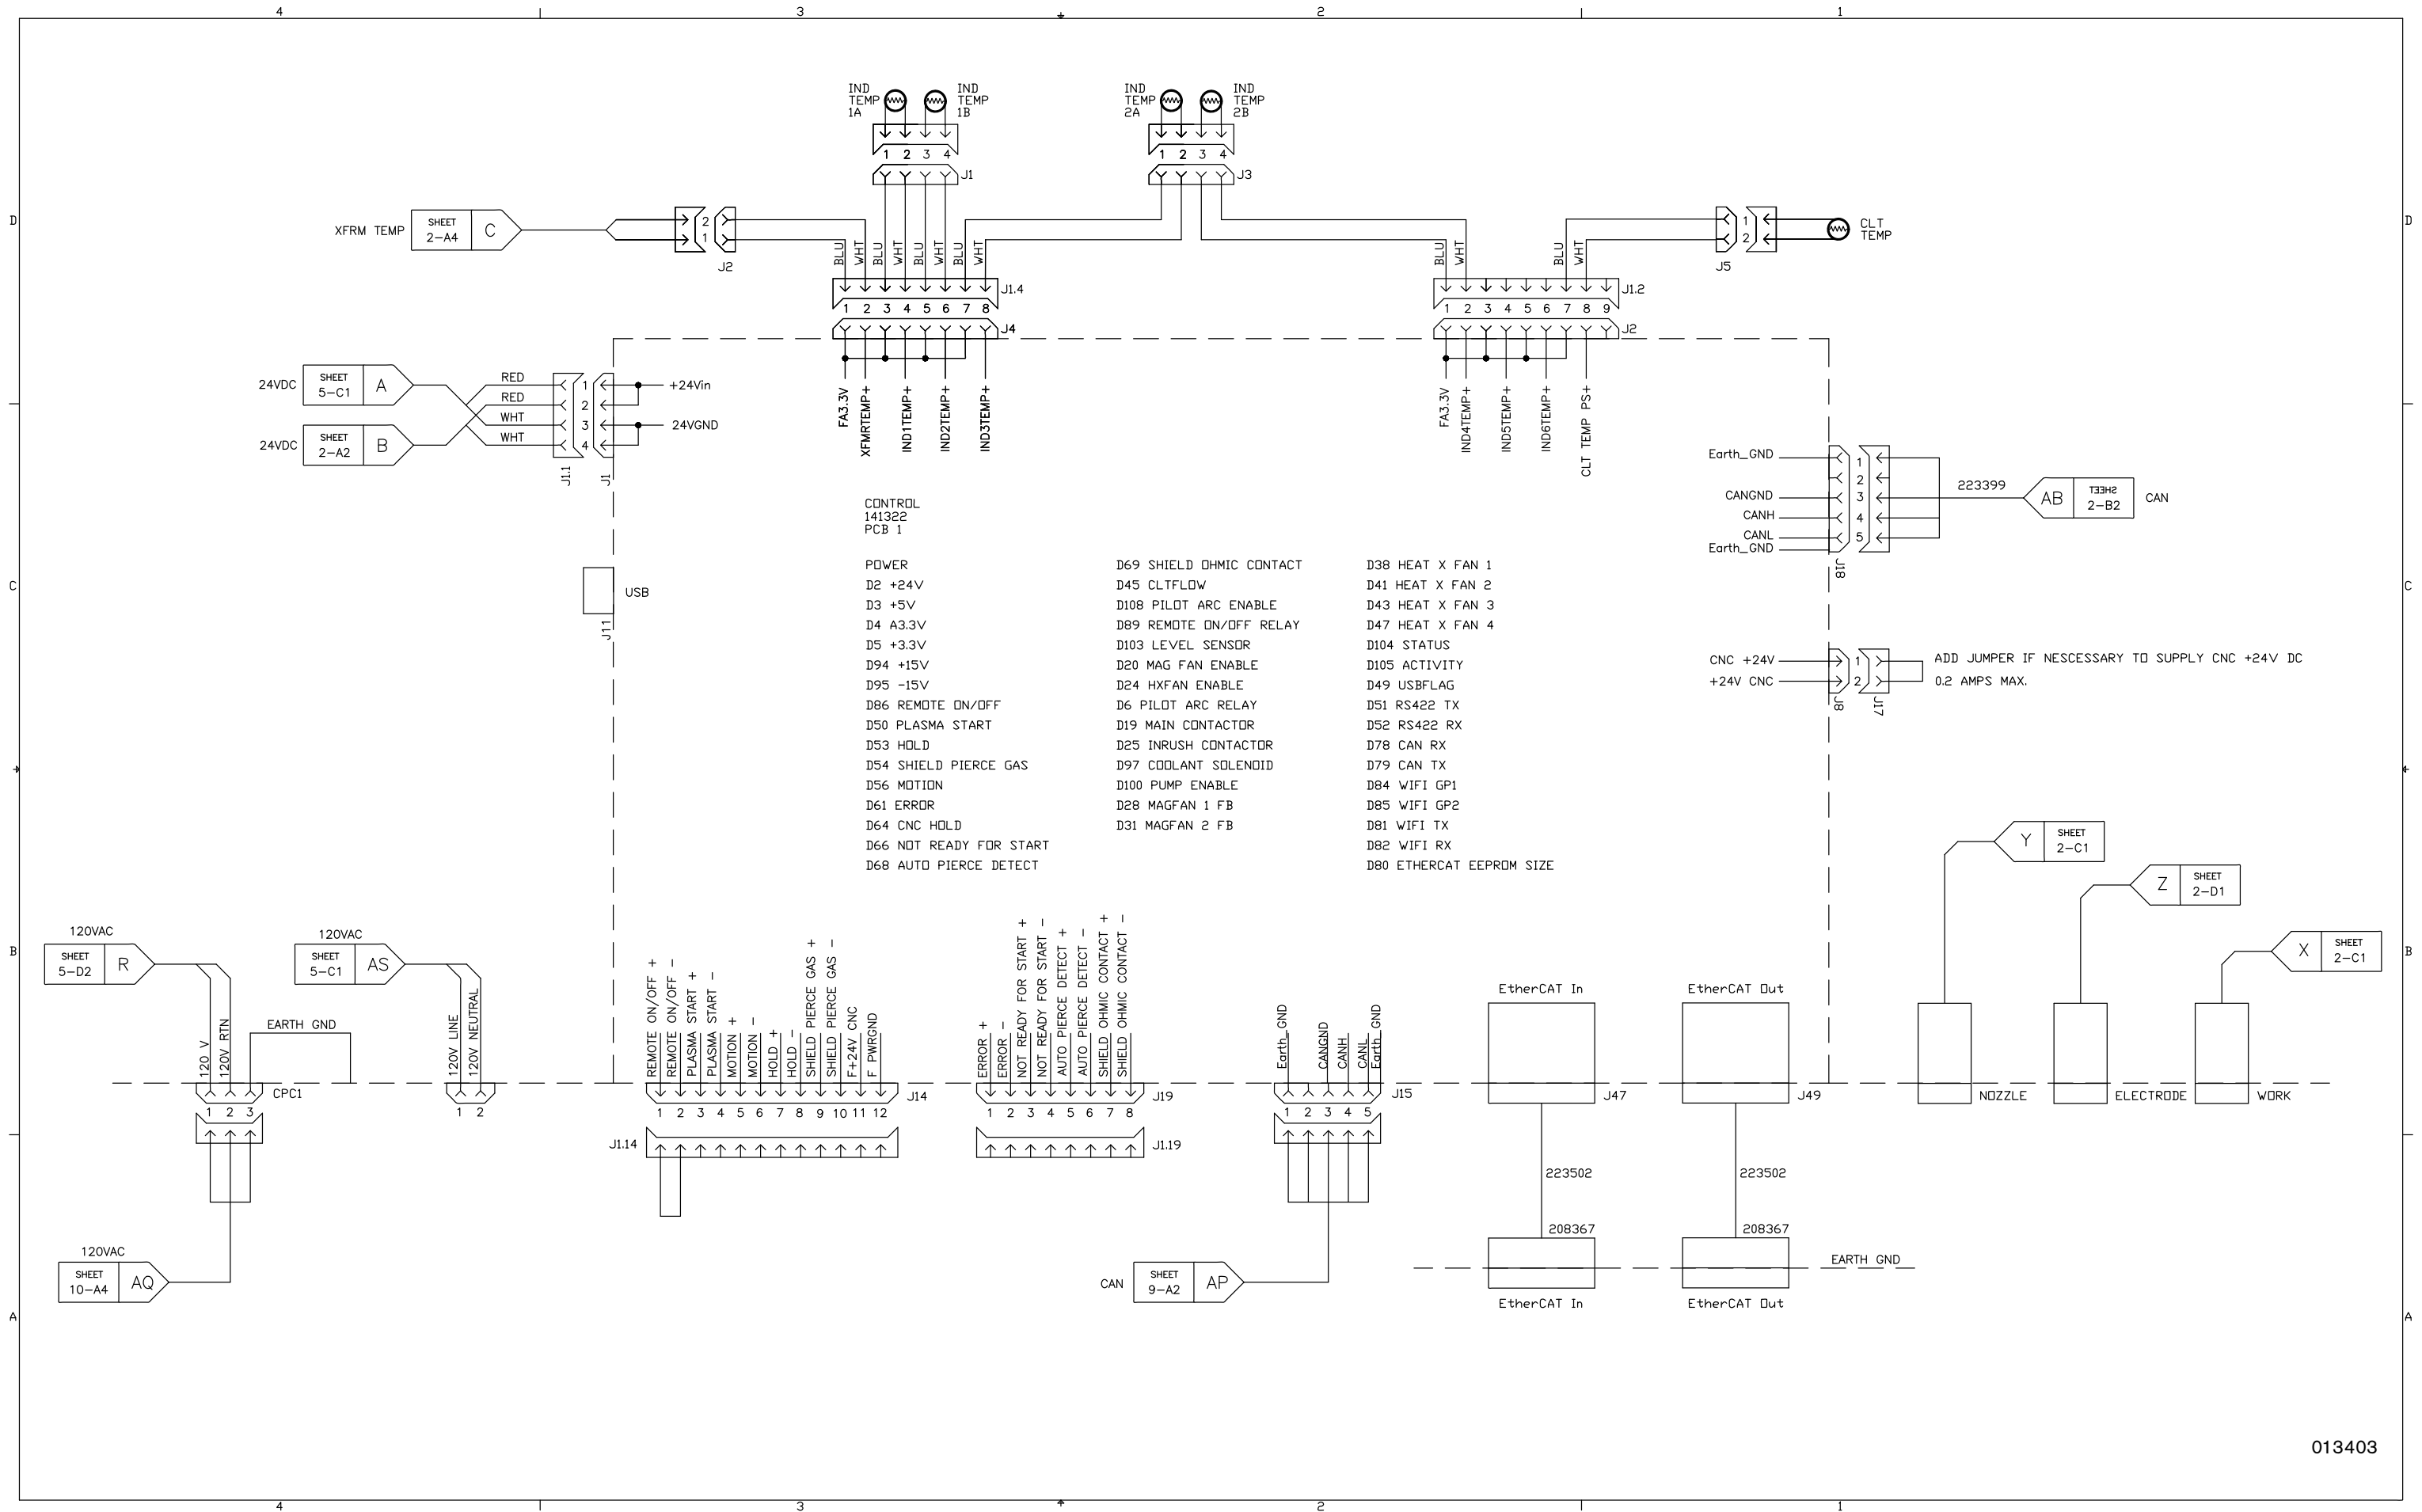 4 3 2 1
IND TEMP 1A
IND TEMP 1B
IND TEMP 2A
IND TEMP 2B
1 2 3 4
J1
1 2 3 4
J3
D
D
XFRM TEMP
SHEET 2-A4
C
2
1
J2
BLU WHT BLU WHT BLU WHT BLU WHT
J1.4
1 2 3 4 5 6 7 8
J4
FA3.3V
XFMRTEMP+
IND1TEMP+
IND2TEMP+
IND3TEMP+
BLU WHT BLU WHT
J1.2
1 2 3 4 5 6 7 8 9
J2
FA3.3V
IND4TEMP+
IND5TEMP+
IND6TEMP+
CLT TEMP PS+
1
2
J5
CLT TEMP
24VDC
SHEET 5-C1
A
24VDC
SHEET 2-A2
B
RED
RED
WHT
WHT
1
2
3
4
J1.1
J1
+24Vin
24VGND
Earth_GND
CANGND
CANH
CANL
Earth_GND
1
2
3
4
5
J18
223399
AB
SHEET 2-B2
CAN
CONTROL
141322
PCB 1
C
C
USB
J11
POWER
D2 +24V
D3 +5V
D4 A3.3V
D5 +3.3V
D94 +15V
D95 -15V
D86 REMOTE ON/OFF
D50 PLASMA START
D53 HOLD
D54 SHIELD PIERCE GAS
D56 MOTION
D61 ERROR
D64 CNC HOLD
D66 NOT READY FOR START
D68 AUTO PIERCE DETECT
D69 SHIELD OHMIC CONTACT
D45 CLTFLOW
D108 PILOT ARC ENABLE
D89 REMOTE ON/OFF RELAY
D103 LEVEL SENSOR
D20 MAG FAN ENABLE
D24 HXFAN ENABLE
D6 PILOT ARC RELAY
D19 MAIN CONTACTOR
D25 INRUSH CONTACTOR
D97 COOLANT SOLENOID
D100 PUMP ENABLE
D28 MAGFAN 1 FB
D31 MAGFAN 2 FB
D38 HEAT X FAN 1
D41 HEAT X FAN 2
D43 HEAT X FAN 3
D47 HEAT X FAN 4
D104 STATUS
D105 ACTIVITY
D49 USBFLAG
D51 RS422 TX
D52 RS422 RX
D78 CAN RX
D79 CAN TX
D84 WIFI GP1
D85 WIFI GP2
D81 WIFI TX
D82 WIFI RX
D80 ETHERCAT EEPROM SIZE
CNC +24V
+24V CNC
1
2
J8
J17
ADD JUMPER IF NESCESSARY TO SUPPLY CNC +24V DC
0.2 AMPS MAX.
Y
SHEET 2-C1
Z
SHEET 2-D1
X
SHEET 2-C1
B
B
120VAC
SHEET 5-D2
R
120VAC
SHEET 5-C1
AS
120 V
120V RTN
EARTH GND
120V LINE
120V NEUTRAL
CPC1
1 2 3
1 2
REMOTE ON/OFF +
REMOTE ON/OFF -
PLASMA START +
PLASMA START -
MOTION +
MOTION -
HOLD +
HOLD -
SHIELD PIERCE GAS +
SHIELD PIERCE GAS -
F+24V CNC
F PWRGND
J14
1 2 3 4 5 6 7 8 9 10 11 12
J1.14
ERROR +
ERROR -
NOT READY FOR START +
NOT READY FOR START -
AUTO PIERCE DETECT +
AUTO PIERCE DETECT -
SHIELD OHMIC CONTACT +
SHIELD OHMIC CONTACT -
J19
1 2 3 4 5 6 7 8
J1.19
Earth_GND
CANGND
CANH
CANL
Earth_GND
J15
1 2 3 4 5
EtherCAT In
EtherCAT Out
J47
J49
NOZZLE
ELECTRODE
WORK
223502
223502
208367
208367
EARTH GND
EtherCAT In
EtherCAT Out
120VAC
SHEET 10-A4
AQ
CAN
SHEET 9-A2
AP
A
A
013403
4 3 2 1